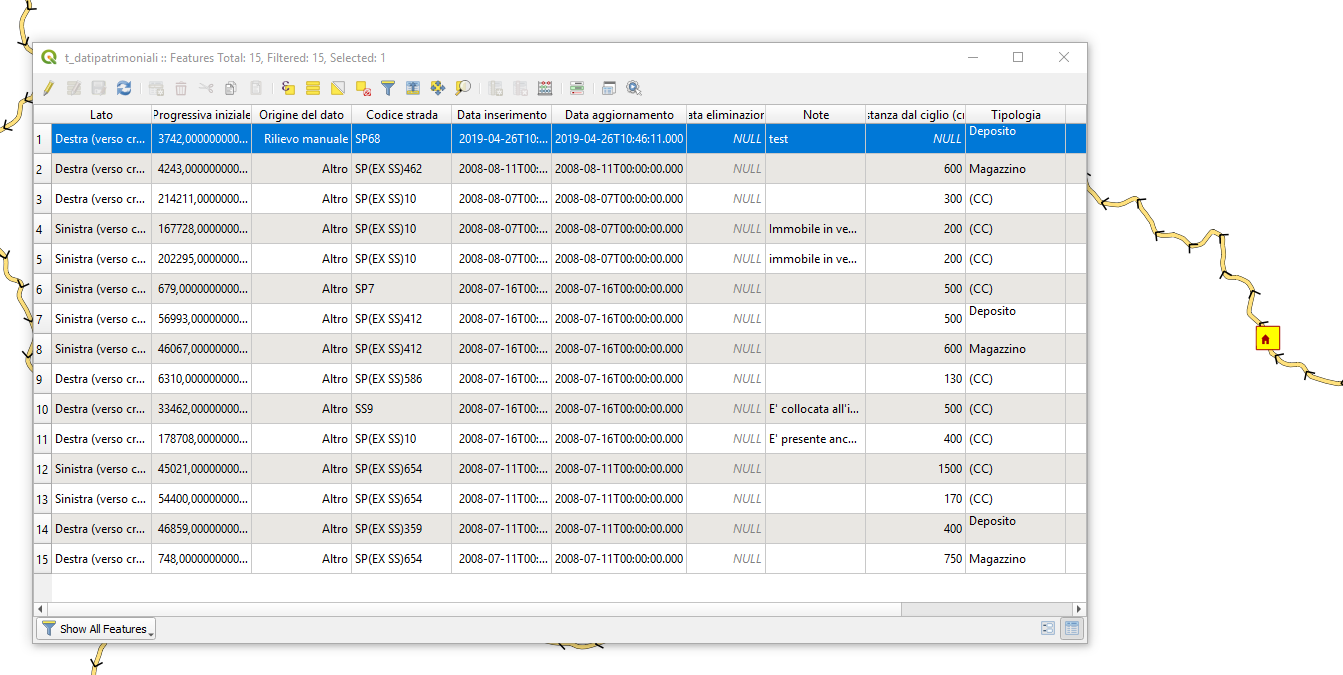 t_datipatrimoniali :: Features Total: 15, Filtered: 15, Selected: 1
Lato Progressiva iniziale Origine del dato Codice strada Data inserimento Data aggiornamento ata eliminazion Note stanza dal ciglio (cr Tipologia
1 Destra (verso cr... 3742,000000000... Rilievo manuale SP68 2019-04-26T10:... 2019-04-26T10:46:11.000 NULL test NULL Deposito
2 Destra (verso cr... 4243,000000000... Altro SP(EX SS)462 2008-08-11T00:... 2008-08-11T00:00:00.000 NULL 600 Magazzino
3 Destra (verso cr... 214211,0000000... Altro SP(EX SS)10 2008-08-07T00:... 2008-08-07T00:00:00.000 NULL 300 (CC)
4 Sinistra (verso c... 167728,0000000... Altro SP(EX SS)10 2008-08-07T00:... 2008-08-07T00:00:00.000 NULL Immobile in ve... 200 (CC)
5 Sinistra (verso c... 202295,0000000... Altro SP(EX SS)10 2008-08-07T00:... 2008-08-07T00:00:00.000 NULL immobile in ve... 200 (CC)
6 Sinistra (verso c... 679,0000000000... Altro SP7 2008-07-16T00:... 2008-07-16T00:00:00.000 NULL 500 (CC)
7 Sinistra (verso c... 56993,00000000... Altro SP(EX SS)412 2008-07-16T00:... 2008-07-16T00:00:00.000 NULL 500 Deposito
8 Sinistra (verso c... 46067,00000000... Altro SP(EX SS)412 2008-07-16T00:... 2008-07-16T00:00:00.000 NULL 600 Magazzino
9 Destra (verso cr... 6310,000000000... Altro SP(EX SS)586 2008-07-16T00:... 2008-07-16T00:00:00.000 NULL 130 (CC)
10 Destra (verso cr... 33462,00000000... Altro SS9 2008-07-16T00:... 2008-07-16T00:00:00.000 NULL E' collocata all'i... 500 (CC)
11 Destra (verso cr... 178708,0000000... Altro SP(EX SS)10 2008-07-16T00:... 2008-07-16T00:00:00.000 NULL E' presente anc... 400 (CC)
12 Sinistra (verso c... 45021,00000000... Altro SP(EX SS)654 2008-07-11T00:... 2008-07-11T00:00:00.000 NULL 1500 (CC)
13 Sinistra (verso c... 54400,00000000... Altro SP(EX SS)654 2008-07-11T00:... 2008-07-11T00:00:00.000 NULL 170 (CC)
14 Destra (verso cr... 46859,00000000... Altro SP(EX SS)359 2008-07-11T00:... 2008-07-11T00:00:00.000 NULL 400 Deposito
15 Destra (verso cr... 748,0000000000... Altro SP(EX SS)654 2008-07-11T00:... 2008-07-11T00:00:00.000 NULL 750 Magazzino
Show All Features